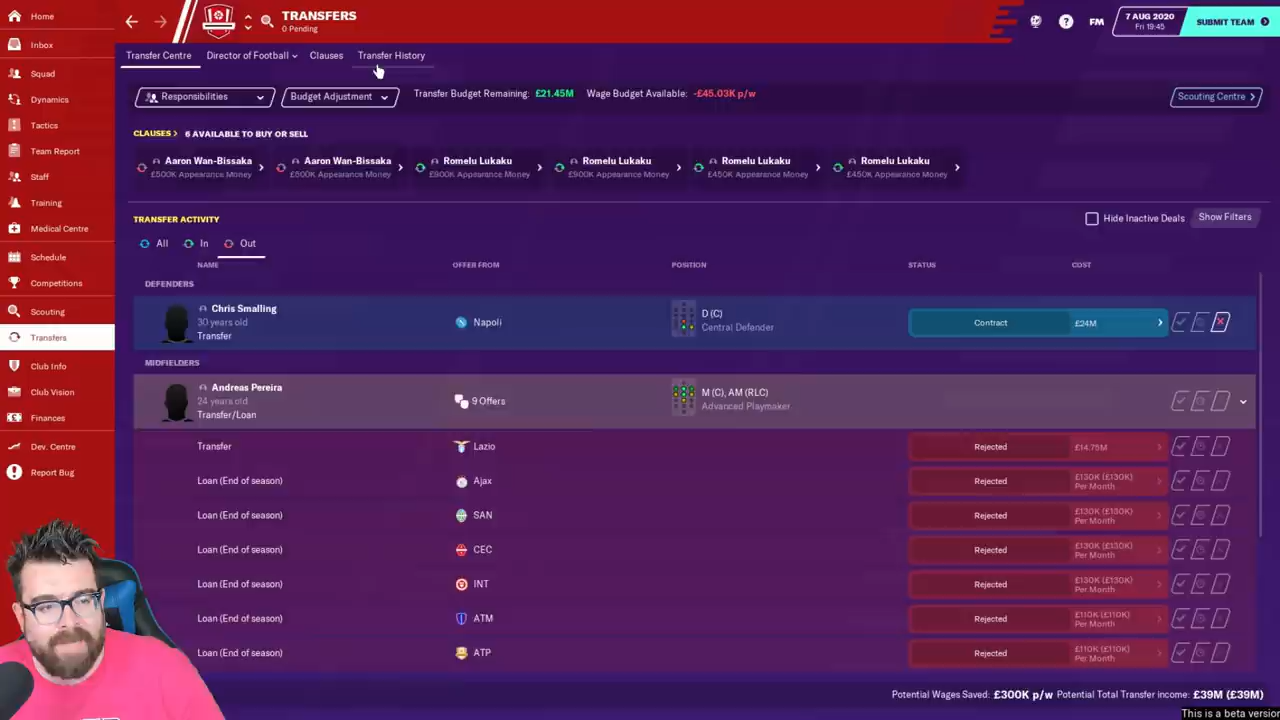 Home
TRANSFERS
0 Pending
FM
7 AUG 2020
Fri 19:45
SUBMIT TEAM
Inbox
Squad
Dynamics
Tactics
Team Report
Staff
Training
Medical Centre
Schedule
Competitions
Scouting
Transfers
Club Info
Club Vision
Finances
Dev. Centre
Report Bug
Transfer Centre
Director of Football
Clauses
Transfer History
Responsibilities
Budget Adjustment
Transfer Budget Remaining: £21.45M
Wage Budget Available: -£45.03K p/w
Scouting Centre
CLAUSES > 6 AVAILABLE TO BUY OR SELL
Aaron Wan-Bissaka
£500K Appearance Money
Aaron Wan-Bissaka
£500K Appearance Money
Romelu Lukaku
£900K Appearance Money
Romelu Lukaku
£900K Appearance Money
Romelu Lukaku
£450K Appearance Money
Romelu Lukaku
£450K Appearance Money
TRANSFER ACTIVITY
Hide Inactive Deals
Show Filters
All
In
Out
NAME
OFFER FROM
POSITION
STATUS
COST
DEFENDERS
Chris Smalling
30 years old
Transfer
Napoli
D (C)
Central Defender
Contract
£24M
MIDFIELDERS
Andreas Pereira
24 years old
Transfer/Loan
9 Offers
M (C), AM (RLC)
Advanced Playmaker
Transfer
Lazio
Rejected
£14.75M
Loan (End of season)
Ajax
Rejected
£130K (£130K)
Per Month
Loan (End of season)
SAN
Rejected
£130K (£130K)
Per Month
Loan (End of season)
CEC
Rejected
£130K (£130K)
Per Month
Loan (End of season)
INT
Rejected
£130K (£130K)
Per Month
Loan (End of season)
ATM
Rejected
£110K (£110K)
Per Month
Loan (End of season)
ATP
Rejected
£110K (£110K)
Per Month
Potential Wages Saved: £300K p/w Potential Total Transfer income: £39M (£39M)
This is a beta version